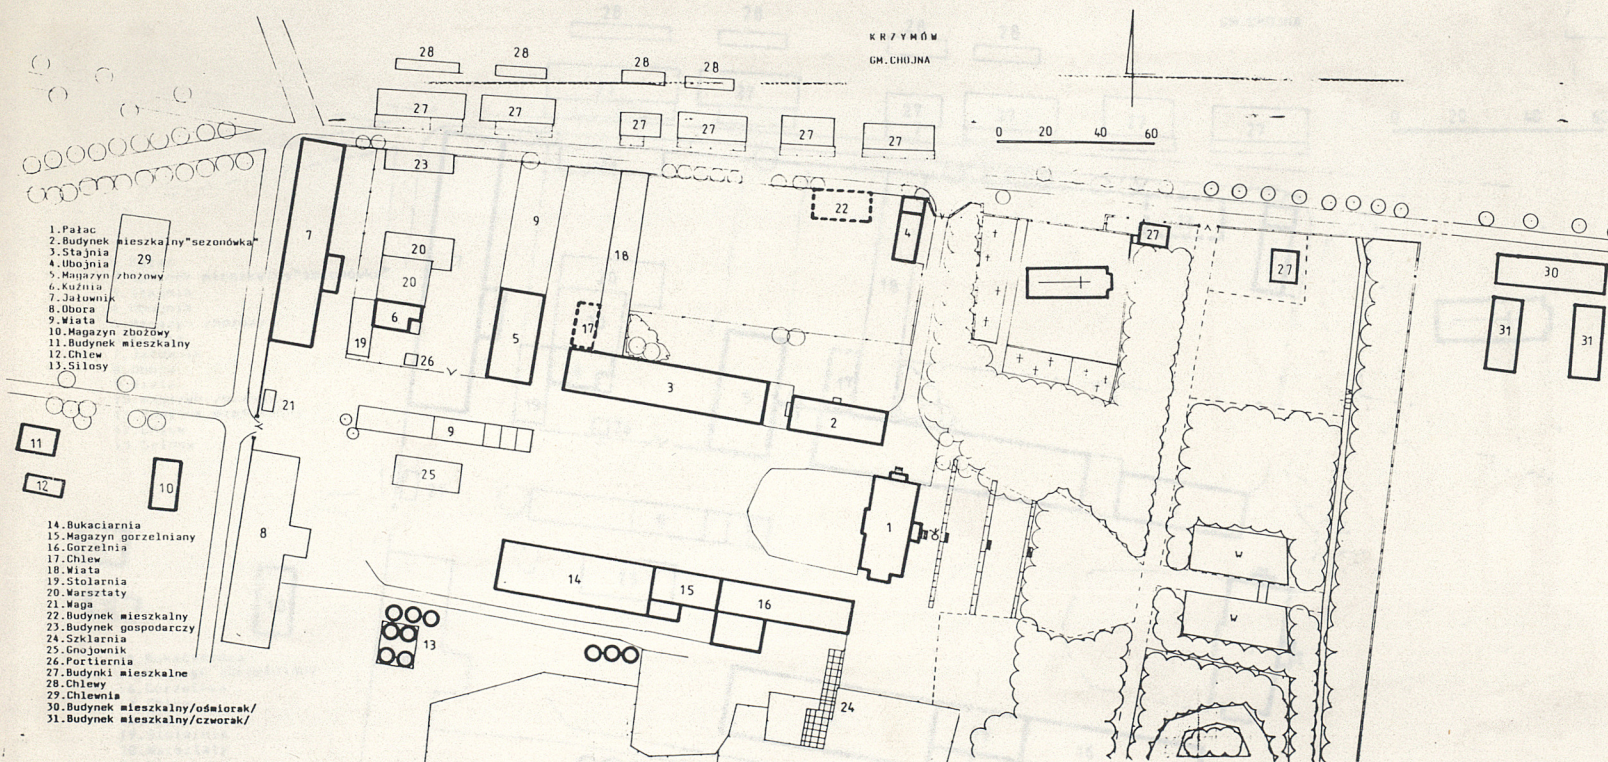 28
28
28
28
KRZYMÓW
GM.CHOJNA
27
27
27
27
27
27
0 20 40 60
23
9
22
4
7
20
20
18
27
27
30
29
6
19
26
5
17
31
31
3
2
21
9
25
11
12
10
8
14
15
16
1
13
24
W
W
1.Pałac
2.Budynek mieszkalny"sezonówka"
3.Stajnia
4.Ubojnia
5.Magazyn zbożowy
6.Kuźnia
7.Jałownik
8.Obora
9.Wiata
10.Magazyn zbożowy
11.Budynek mieszkalny
12.Chlew
13.Silosy
14.Bukaciarnia
15.Magazyn gorzelniany
16.Gorzelnia
17.Chlew
18.Wiata
19.Stolarnia
20.Warsztaty
21.Waga
22.Budynek mieszkalny
23.Budynek gospodarczy
24.Szklarnia
25.Gnojownik
26.Portiernia
27.Budynki mieszkalne
28.Chlewy
29.Chlewnia
30.Budynek mieszkalny/ośmiorak/
31.Budynek mieszkalny/czworak/